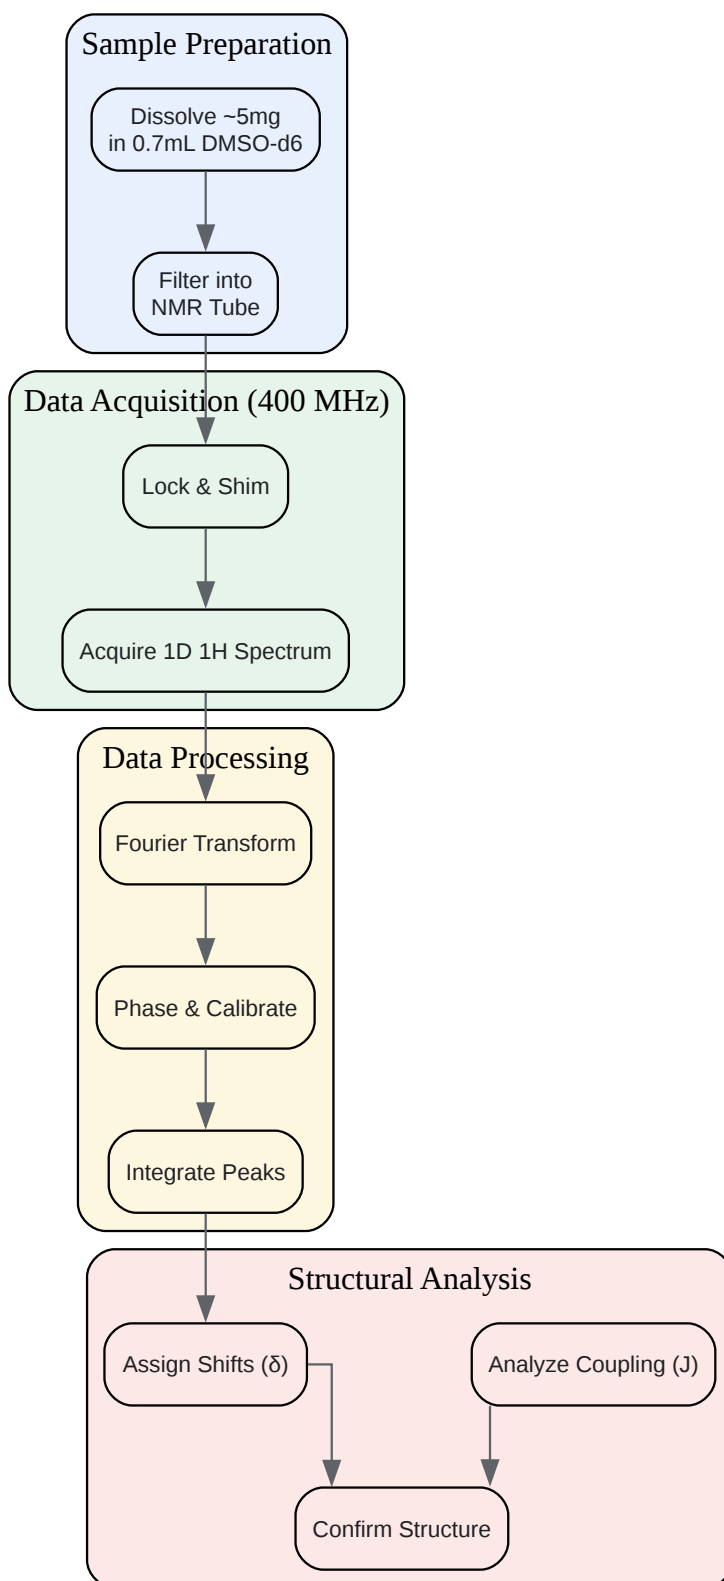 Sample Preparation
Dissolve ~5mg
in 0.7mL DMSO-d6
Filter into
NMR Tube
Data Acquisition (400 MHz)
Lock & Shim
Acquire 1D 1H Spectrum
Data Processing
Fourier Transform
Phase & Calibrate
Integrate Peaks
Structural Analysis
Assign Shifts (δ)
Analyze Coupling (J)
Confirm Structure